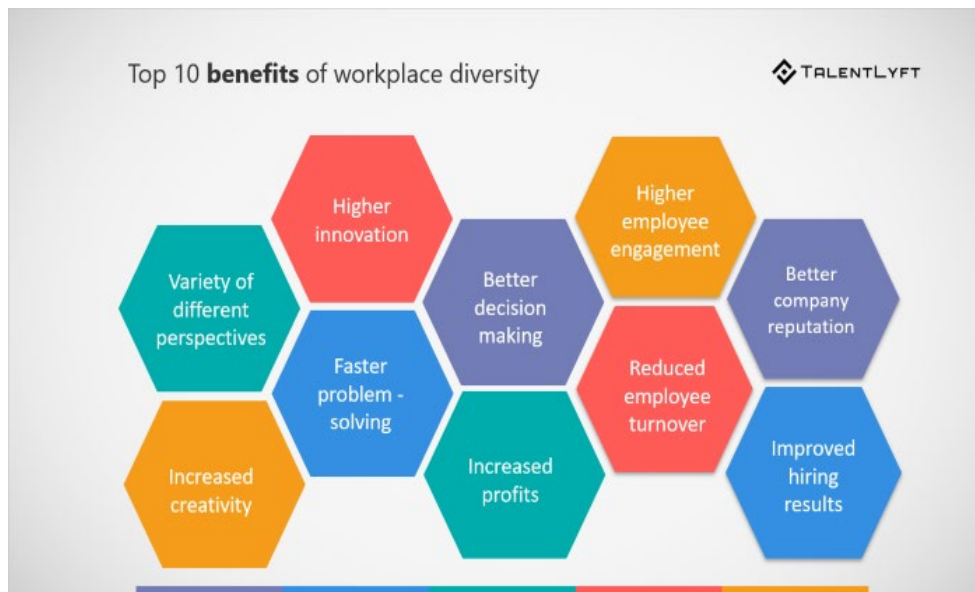 Top 10 benefits of workplace diversity
TALENTLYFT
Variety of
different
perspectives
Increased
creativity
Higher
innovation
Faster
problem -
solving
Better
decision
making
Increased
profits
Higher
employee
engagement
Reduced
employee
turnover
Better
company
reputation
Improved
hiring
results